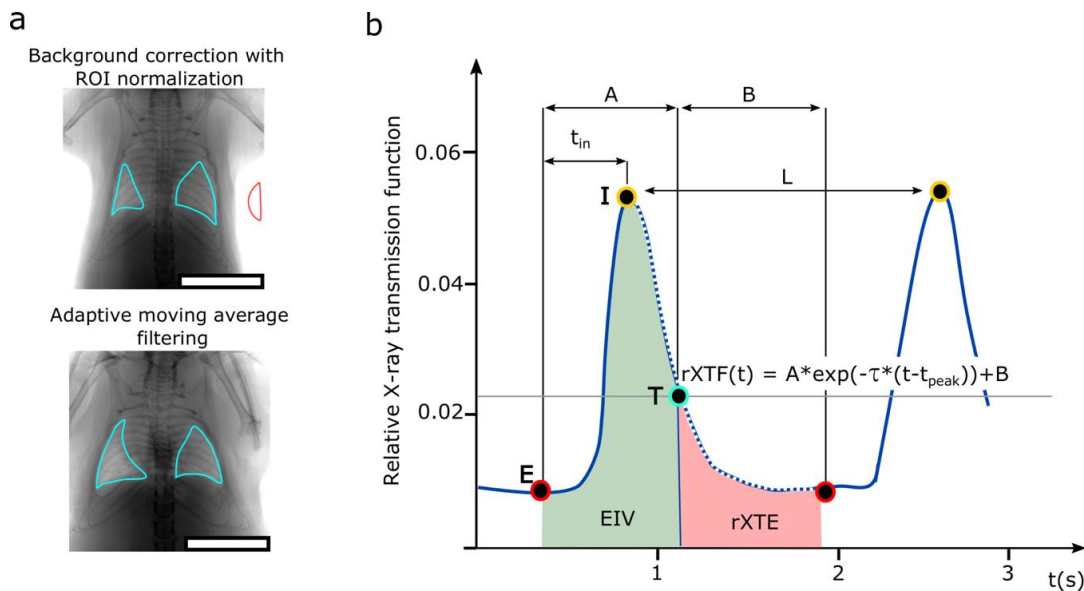 a
Background correction with
ROI normalization
Adaptive moving average
filtering
b
Relative X-ray transmission function
0.06
0.04
0.02
A
B
t_in
I
L
rXTF(t) = A*exp(-τ*(t-t_peak))+B
T
E
EIV
rXTE
1
2
3
t(s)